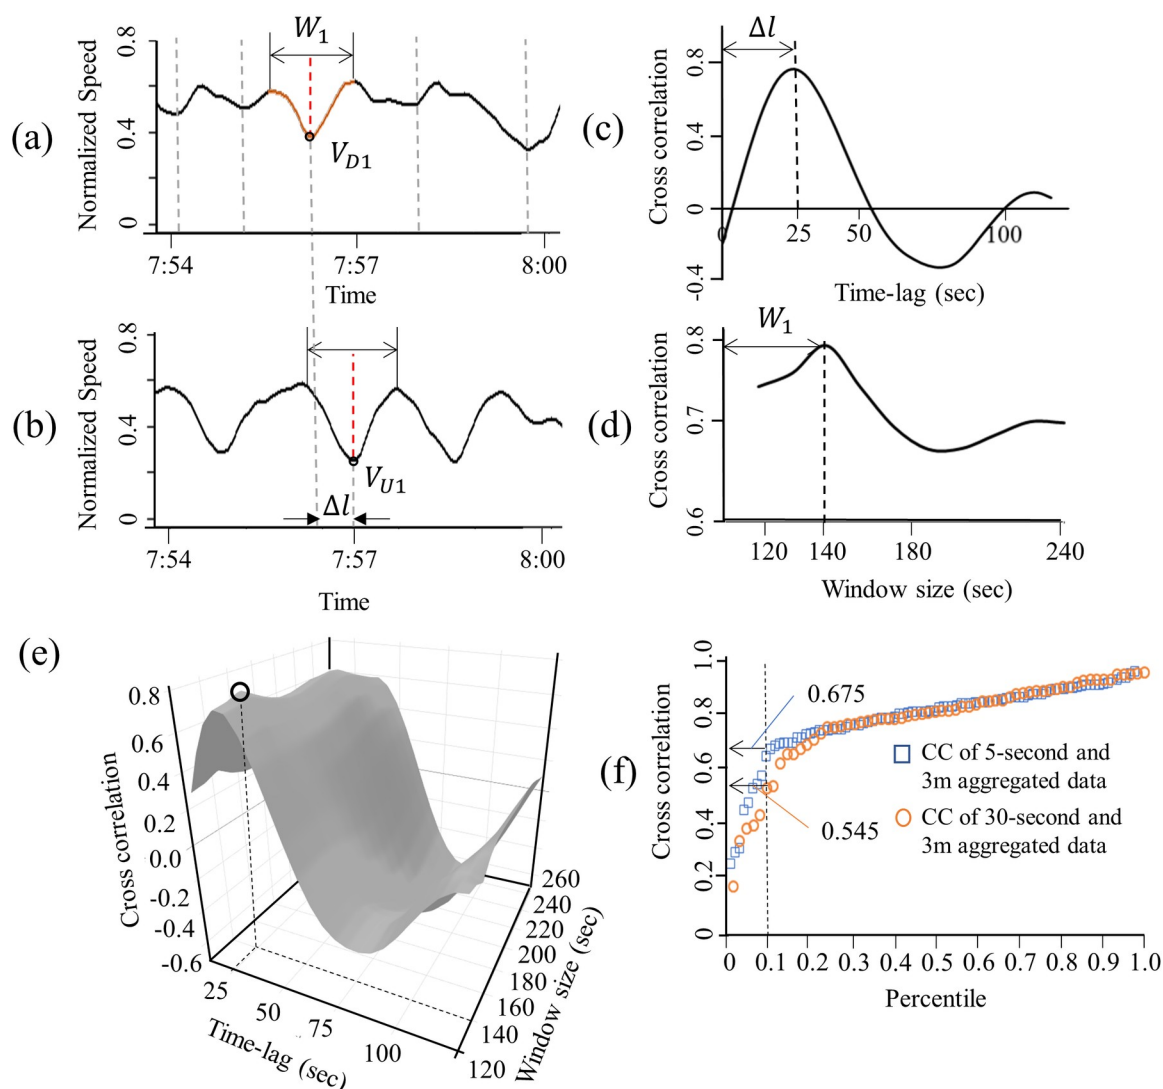 (a)
Normalized Speed
0.8
0.4
0
W1
VD1
7:54
7:57
8:00
Time
(b)
Normalized Speed
0.8
0.4
0
VU1
Δl
7:54
7:57
8:00
Time
(c)
Cross correlation
0.8
0.4
0
-0.4
Δl
0
25
50
100
Time-lag (sec)
(d)
Cross correlation
0.8
0.7
0.6
W1
120
140
180
240
Window size (sec)
(e)
Cross correlation
0.8
0.6
0.4
0.2
0.0
-0.2
-0.4
-0.6
25
50
75
100
Time-lag (sec)
120
140
160
180
200
220
240
260
Window size (sec)
(f)
Cross correlation
1.0
0.8
0.6
0.4
0.2
0
0.675
0.545
CC of 5-second and
3m aggregated data
CC of 30-second and
3m aggregated data
0 0.1 0.2 0.3 0.4 0.5 0.6 0.7 0.8 0.9 1.0
Percentile